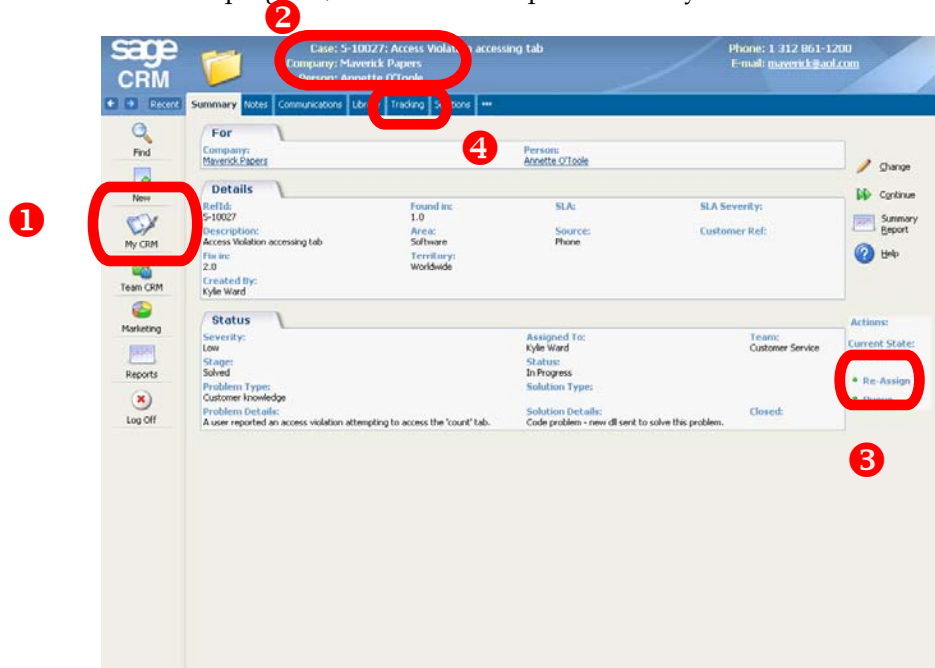 2
sage
CRM
Case: 5-10027: Access Violation accessing tab
Company: Maverick Papers
Person: Annette O'Toole
Phone: 1 312 861-1200
E-mail: maverick@aol.com
Recent
Summary Notes Communications Library Tracking Solutions •••
4
Find
New
1
My CRM
Team CRM
Marketing
Reports
Log Off
For
Company:
Maverick Papers
Person:
Annette O'Toole
Details
RefId:
5-10027
Found in:
1.0
SLA:
SLA Severity:
Description:
Access Violation accessing tab
Area:
Software
Source:
Phone
Customer Ref:
Fix in:
2.0
Territory:
Worldwide
Created By:
Kylie Ward
Status
Severity:
Low
Assigned To:
Kylie Ward
Team:
Customer Service
Stage:
Solved
Status:
In Progress
Problem Type:
Customer knowledge
Solution Type:
Problem Details:
A user reported an access violation attempting to access the 'count' tab.
Solution Details:
Code problem - new dll sent to solve this problem.
Closed:
Change
Continue
Summary
Report
Help
Actions:
Current State:
Re-Assign
3